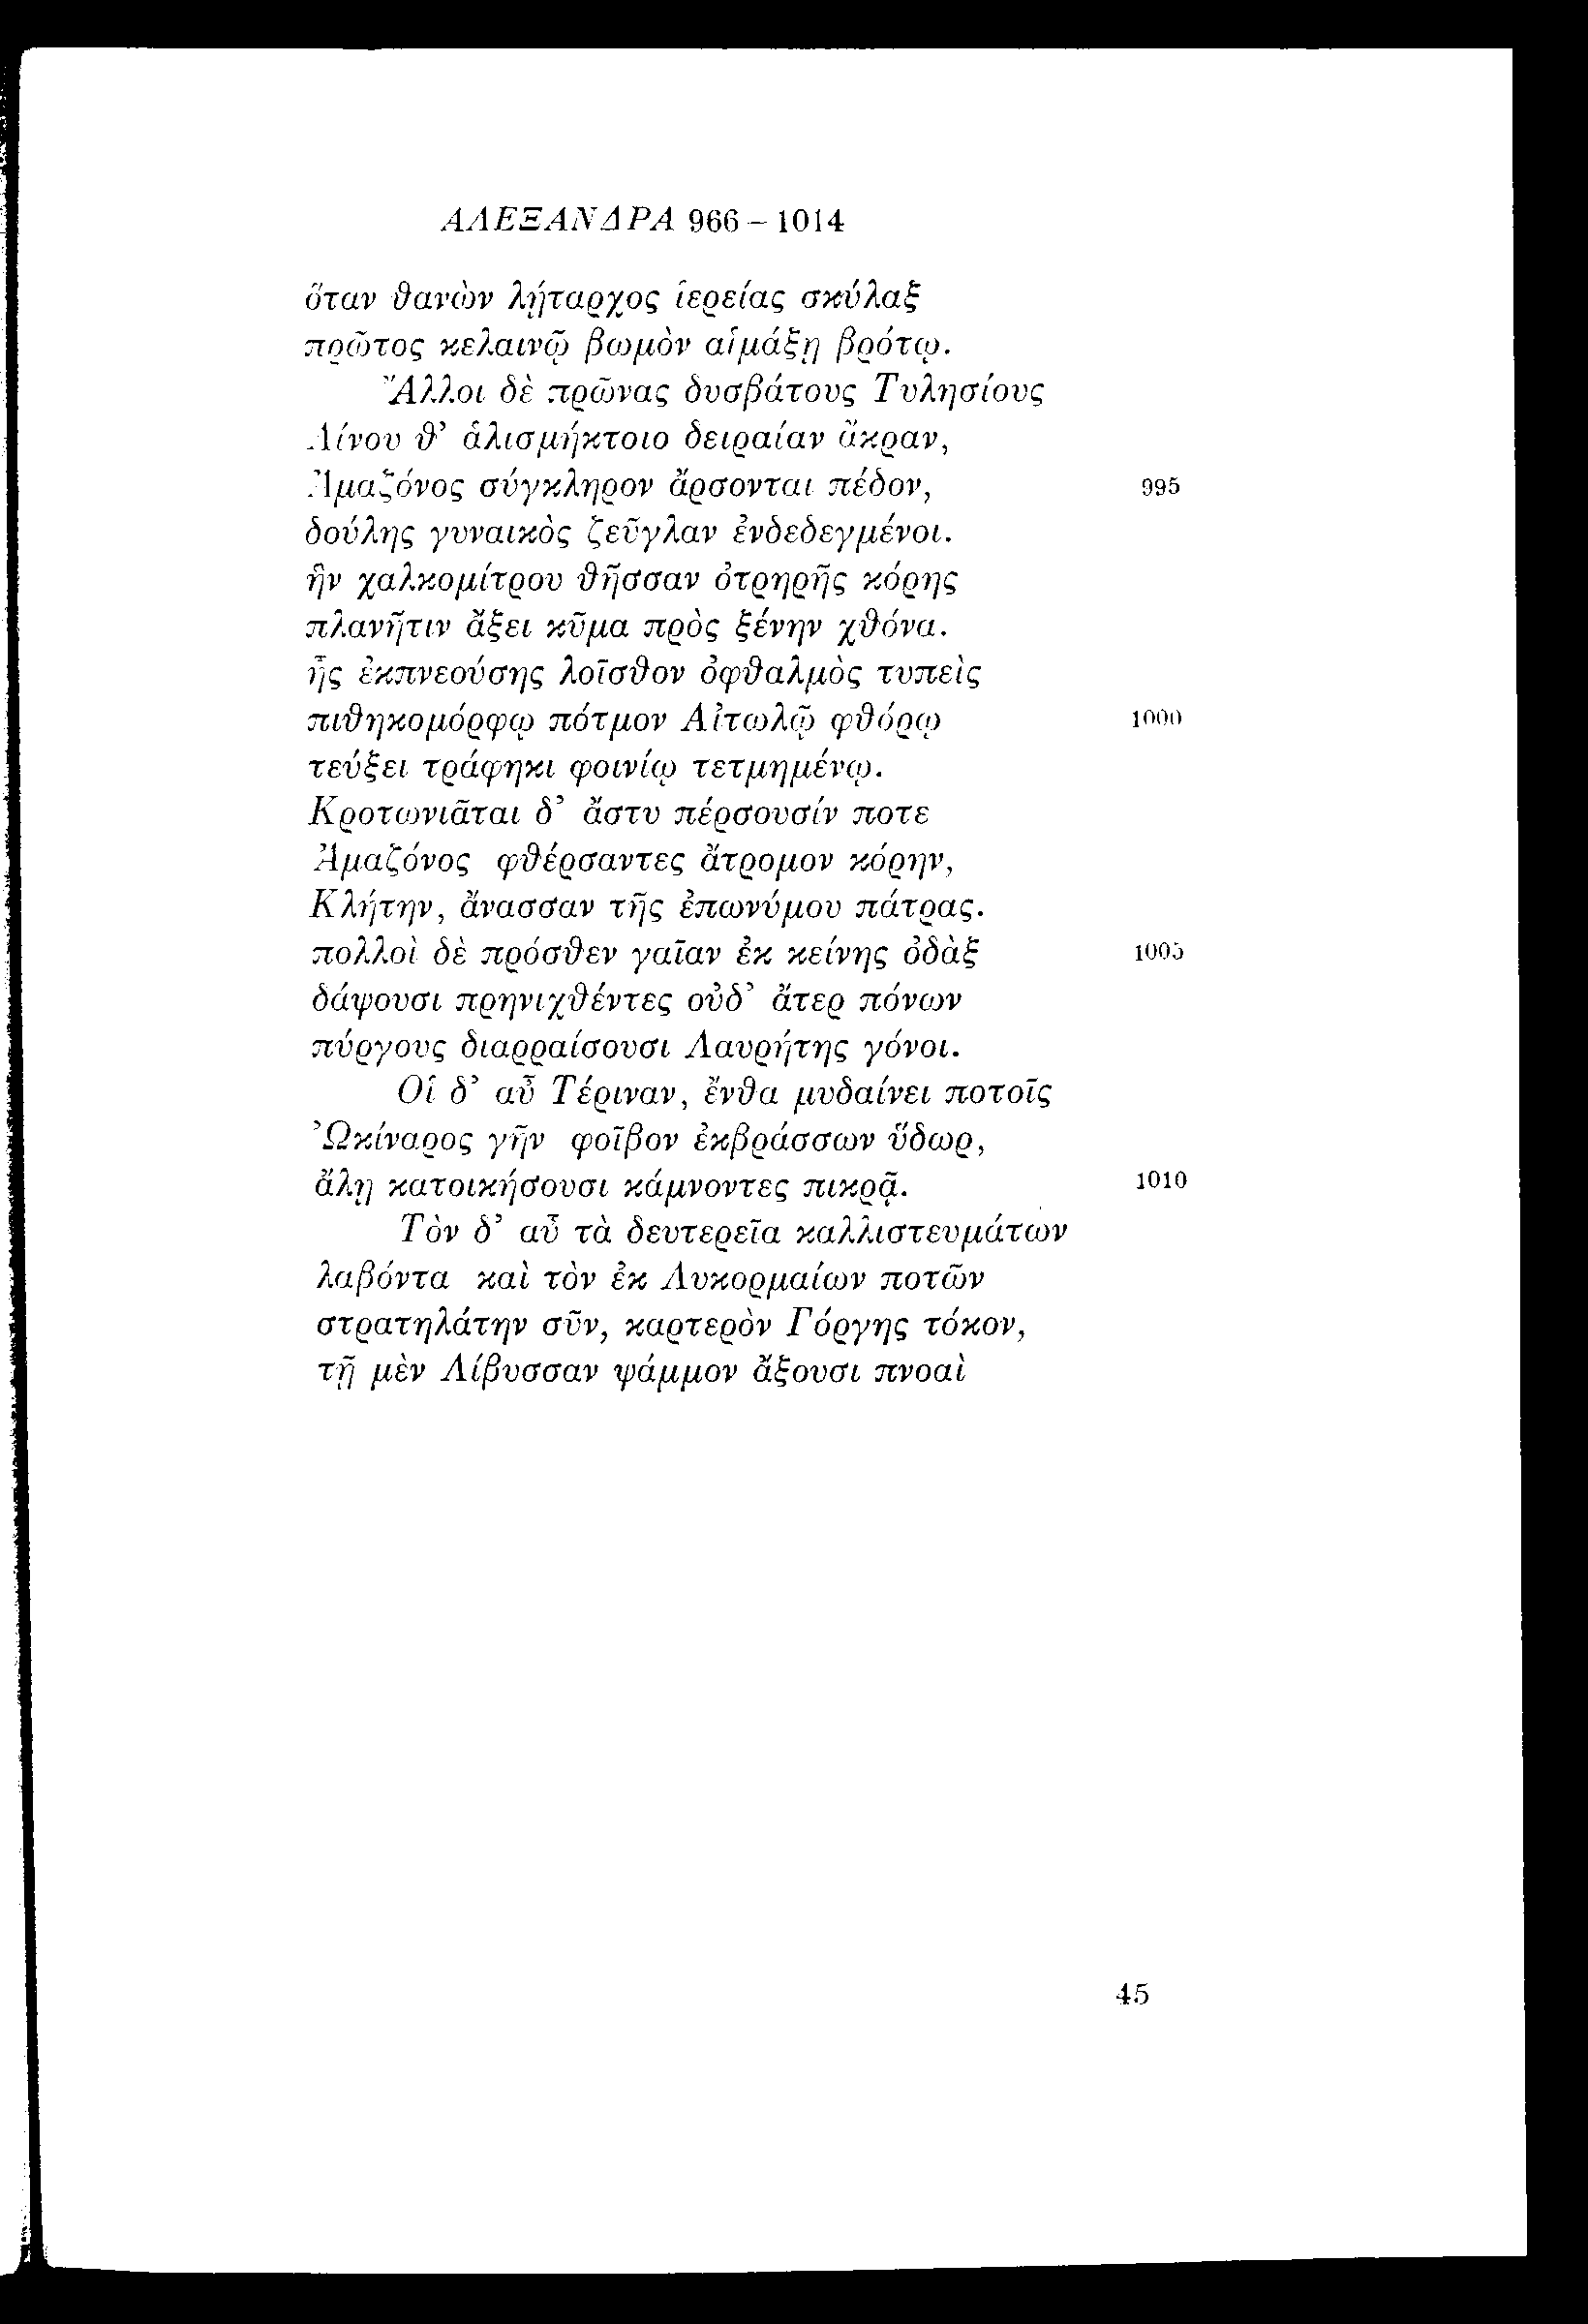 ΑΛΕΞΑΝΔΡΑ 966 – 1014
ὅταν θανὼν λῄταρχος ἱερείας σκύλαξ
πρῶτος κελαινῷ βωμὸν αἱμάξῃ βρότῳ.
Ἄλλοι δὲ πρῶνας δυσβάτους Τυλησίους
Λίνου θ’ ἁλισμήκτοιο δειραίαν ἄκραν,
Ἀμαζόνος σύγκληρον ἄρσονται πέδον, 995
δούλης γυναικὸς ζεῦγλαν ἐνδεδεγμένοι.
ἣν χαλκομίτρου θῆσσαν ὀτρηρῆς κόρης
πλανῆτιν ἄξει κῦμα πρὸς ξένην χθόνα.
ἧς ἐκπνεούσης λοῖσθον ὀφθαλμὸς τυπεὶς
πιθηκομόρφῳ πότμον Αἰτωλῷ φθόρῳ 1000
τεύξει τράφηκι φοινίῳ τετμημένῳ.
Κροτωνιᾶται δ’ ἄστυ πέρσουσίν ποτε
Ἀμαζόνος φθέρσαντες ἄτρομον κόρην,
Κλήτην, ἄνασσαν τῆς ἐπωνύμου πάτρας.
πολλοὶ δὲ πρόσθεν γαῖαν ἐκ κείνης ὀδὰξ 1005
δάψουσι πρηνιχθέντες οὐδ’ ἄτερ πόνων
πύργους διαρραίσουσι Λαυρήτης γόνοι.
Οἱ δ’ αὖ Τέριναν, ἔνθα μυδαίνει ποτοῖς
Ὠκίναρος γῆν φοῖβον ἐκβράσσων ὕδωρ,
ἄλῃ κατοικήσουσι κάμνοντες πικρᾷ. 1010
Τὸν δ’ αὖ τὰ δευτερεῖα καλλιστευμάτων
λαβόντα καὶ τὸν ἐκ Λυκορμαίων ποτῶν
στρατηλάτην σῦν, καρτερὸν Γόργης τόκον,
τῇ μὲν Λίβυσσαν ψάμμον ἄξουσι πνοαὶ
45